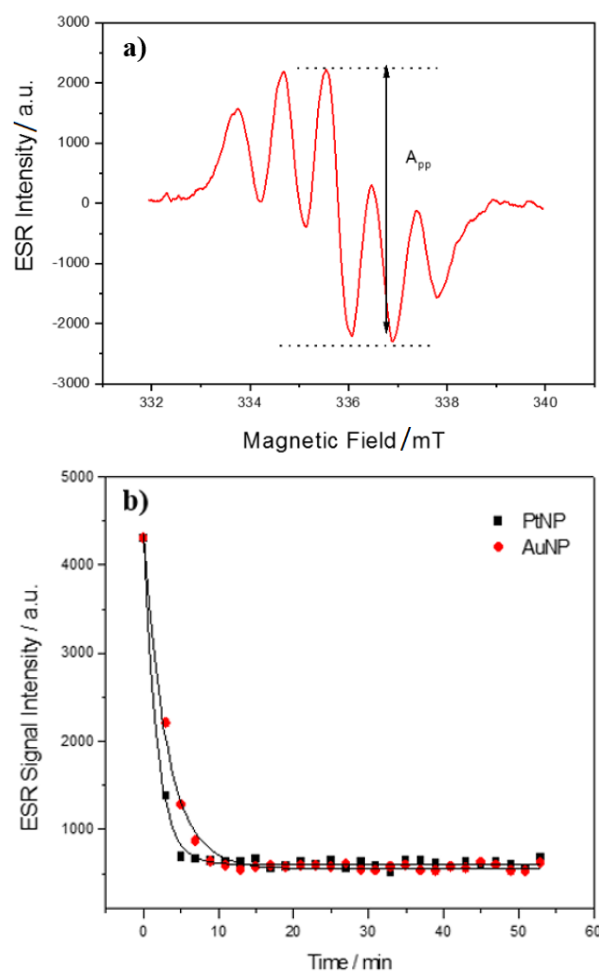 a)
3000
2000
1000
0
-1000
-2000
-3000
ESR Intensity/ a.u.
A_pp
332 334 336 338 340
Magnetic Field /mT
b)
5000
4000
3000
2000
1000
ESR Signal Intensity / a.u.
PtNP
AuNP
0 10 20 30 40 50 60
Time / min